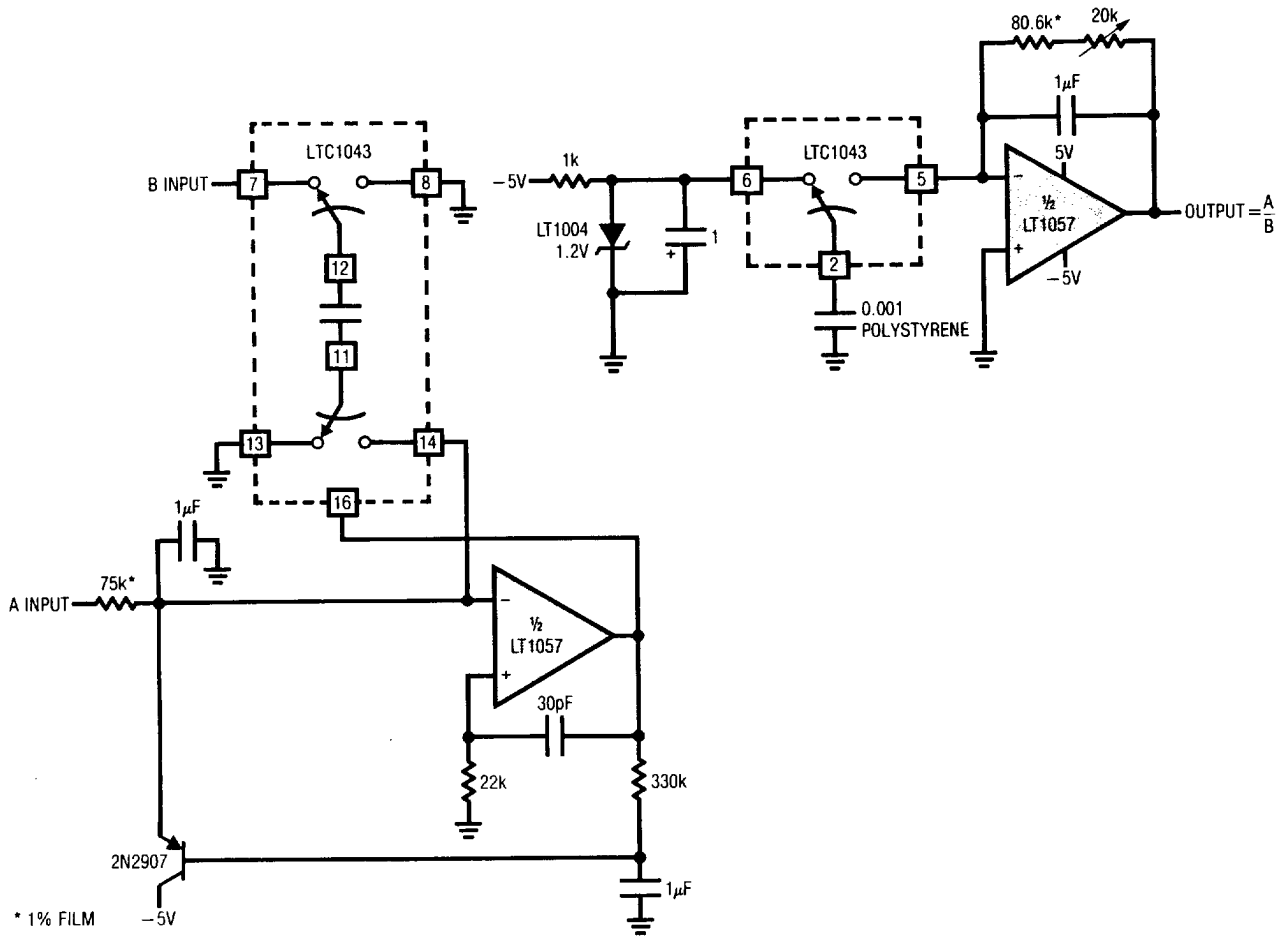 80.6k*
20k
1µF
LTC1043
B INPUT
7
8
12
11
13
14
16
-5V
1k
LT1004
1.2V
1
+
6
LTC1043
5
2
0.001
POLYSTYRENE
5V
-
½
LT1057
+
-5V
OUTPUT = A/B
1µF
A INPUT
75k*
-
½
LT1057
+
30pF
22k
330k
2N2907
-5V
1µF
* 1% FILM